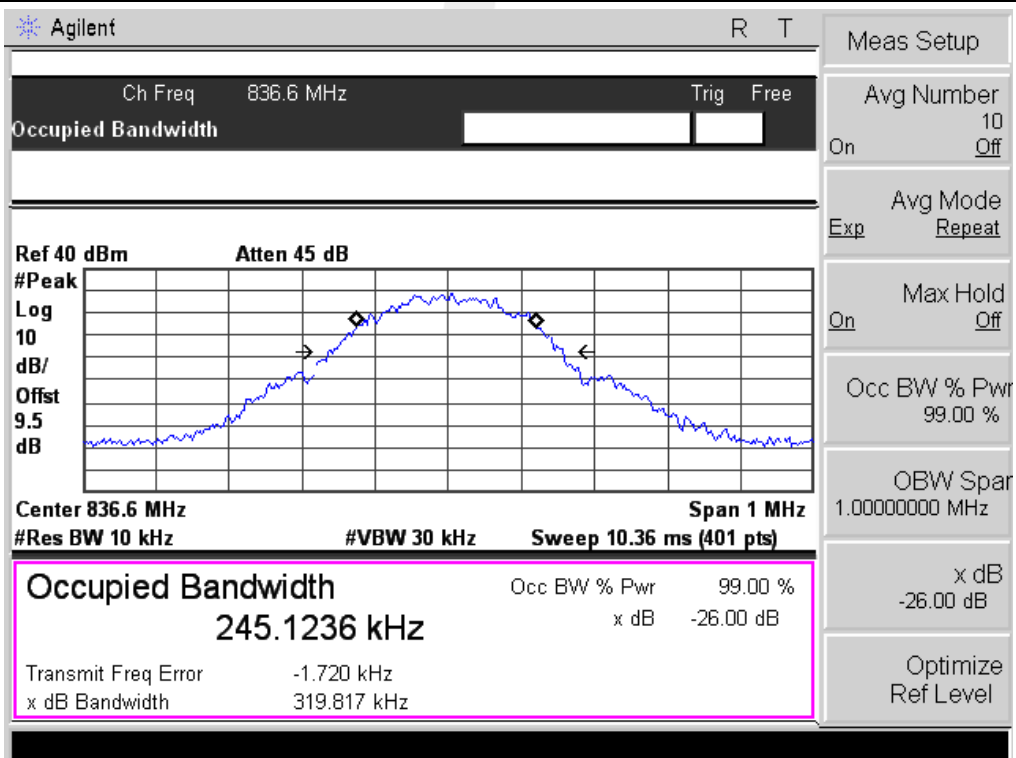 Agilent R T
Ch Freq 836.6 MHz Trig Free
Occupied Bandwidth
Ref 40 dBm Atten 45 dB
#Peak
Log
10
dB/
Offst
9.5
dB
Center 836.6 MHz Span 1 MHz
#Res BW 10 kHz #VBW 30 kHz Sweep 10.36 ms (401 pts)
Occupied Bandwidth Occ BW % Pwr 99.00 %
245.1236 kHz x dB -26.00 dB
Transmit Freq Error -1.720 kHz
x dB Bandwidth 319.817 kHz
Meas Setup
Avg Number
10
On Off
Avg Mode
Exp Repeat
Max Hold
On Off
Occ BW % Pwr
99.00 %
OBW Span
1.00000000 MHz
x dB
-26.00 dB
Optimize
Ref Level